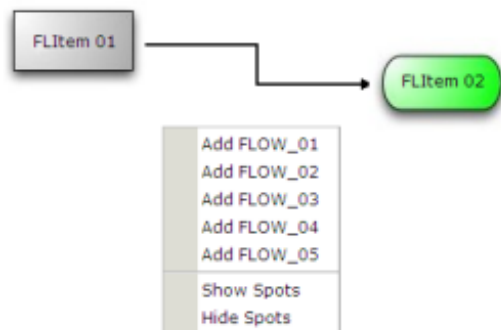 FLItem 01
FLItem 02
Add FLOW_01
Add FLOW_02
Add FLOW_03
Add FLOW_04
Add FLOW_05
Show Spots
Hide Spots